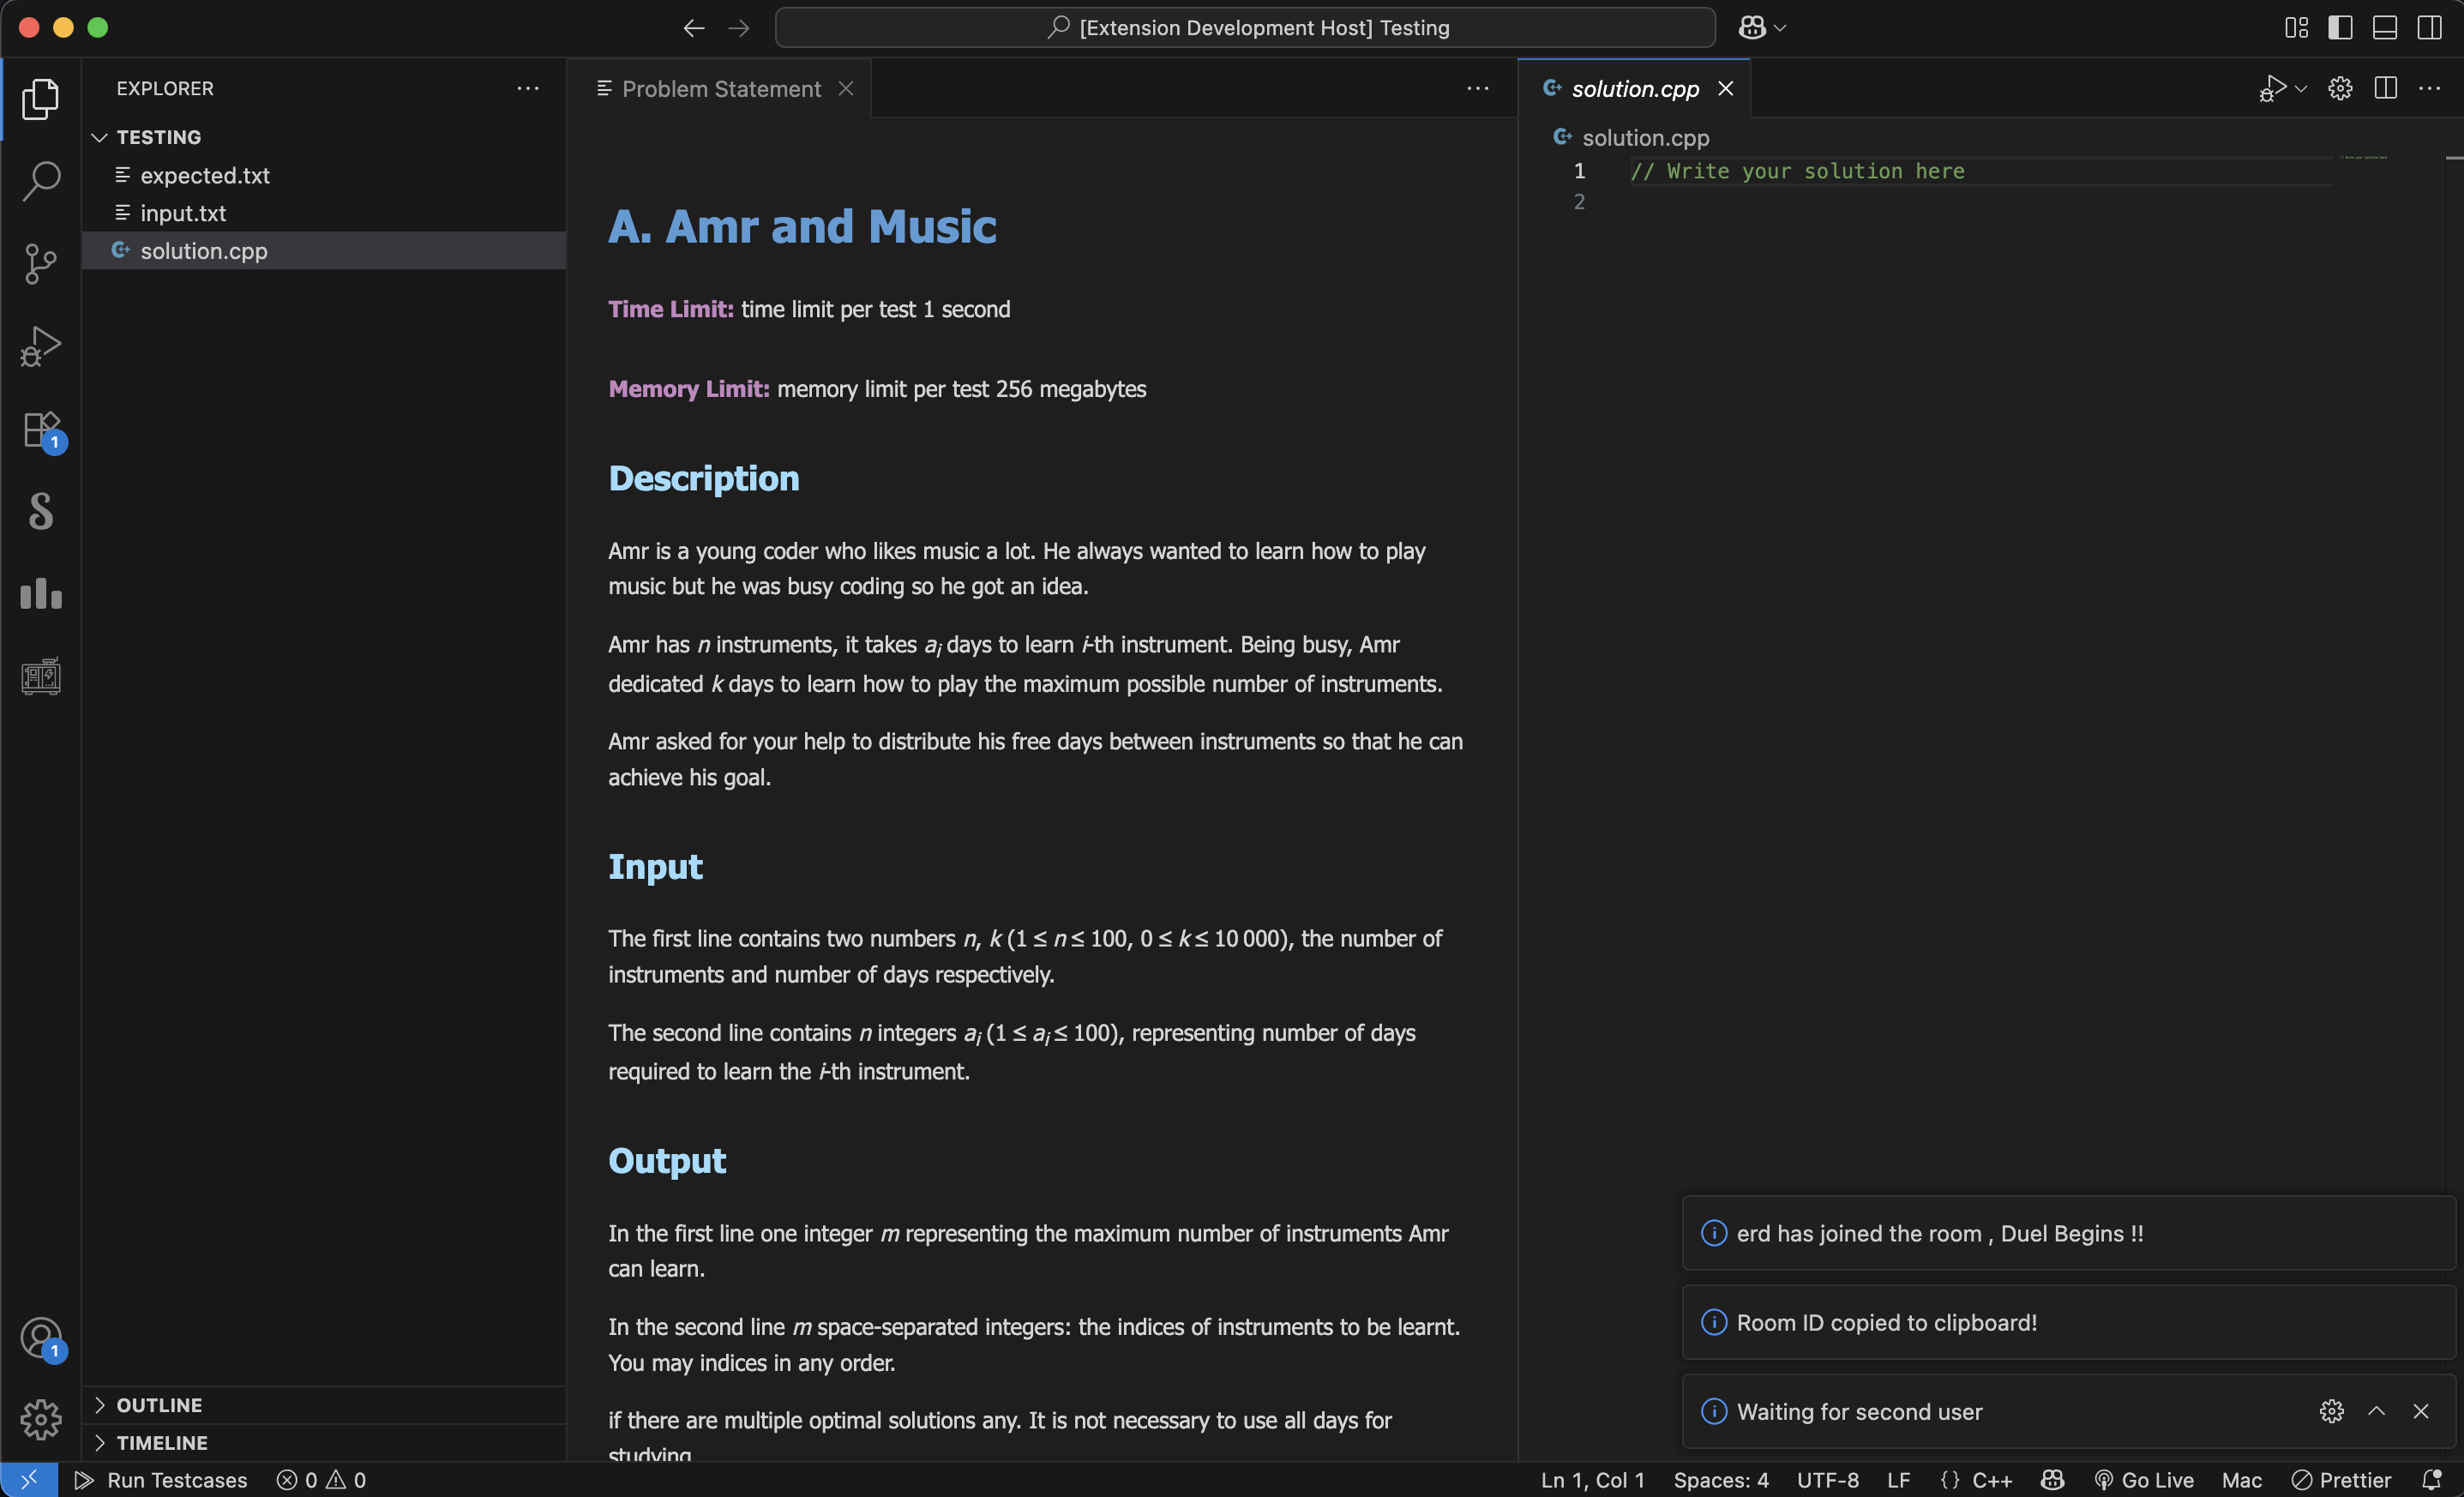 [Extension Development Host] Testing
EXPLORER
TESTING
expected.txt
input.txt
solution.cpp
1
1
OUTLINE
TIMELINE
Problem Statement
A. Amr and Music
Time Limit: time limit per test 1 second
Memory Limit: memory limit per test 256 megabytes
Description
Amr is a young coder who likes music a lot. He always wanted to learn how to play
music but he was busy coding so he got an idea.
Amr has n instruments, it takes ai days to learn i-th instrument. Being busy, Amr
dedicated k days to learn how to play the maximum possible number of instruments.
Amr asked for your help to distribute his free days between instruments so that he can
achieve his goal.
Input
The first line contains two numbers n, k (1 ≤ n ≤ 100, 0 ≤ k ≤ 10 000), the number of
instruments and number of days respectively.
The second line contains n integers ai (1 ≤ ai ≤ 100), representing number of days
required to learn the i-th instrument.
Output
In the first line one integer m representing the maximum number of instruments Amr
can learn.
In the second line m space-separated integers: the indices of instruments to be learnt.
You may indices in any order.
if there are multiple optimal solutions any. It is not necessary to use all days for
studying.
solution.cpp
solution.cpp
1 // Write your solution here
2
erd has joined the room , Duel Begins !!
Room ID copied to clipboard!
Waiting for second user
Run Testcases 0 0 Ln 1, Col 1 Spaces: 4 UTF-8 LF {} C++ Go Live Mac Prettier